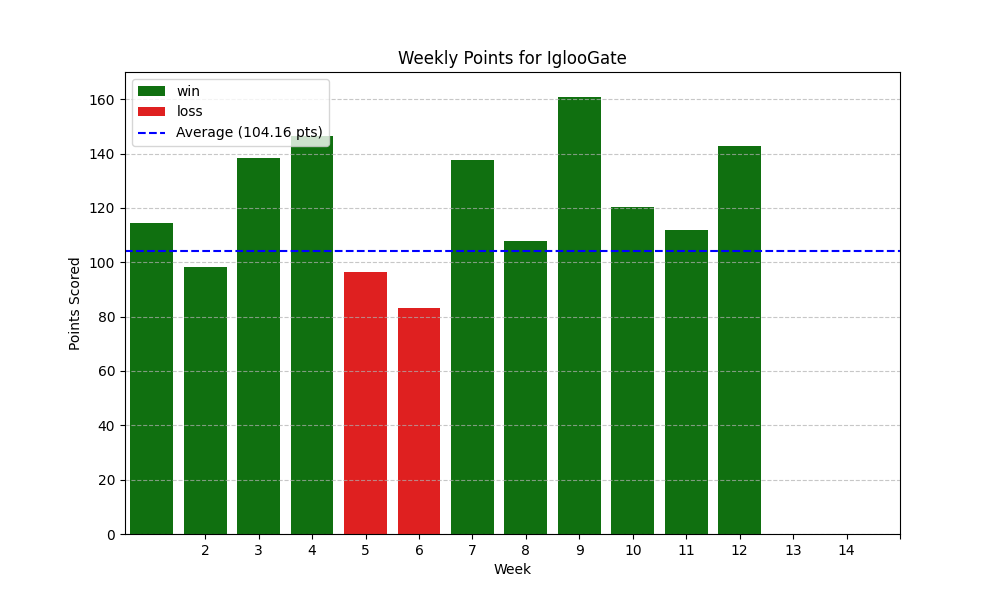 Weekly Points for IglooGate
win
loss
Average (104.16 pts)
160
140
120
100
80
60
40
20
0
Points Scored
2 3 4 5 6 7 8 9 10 11 12 13 14
Week